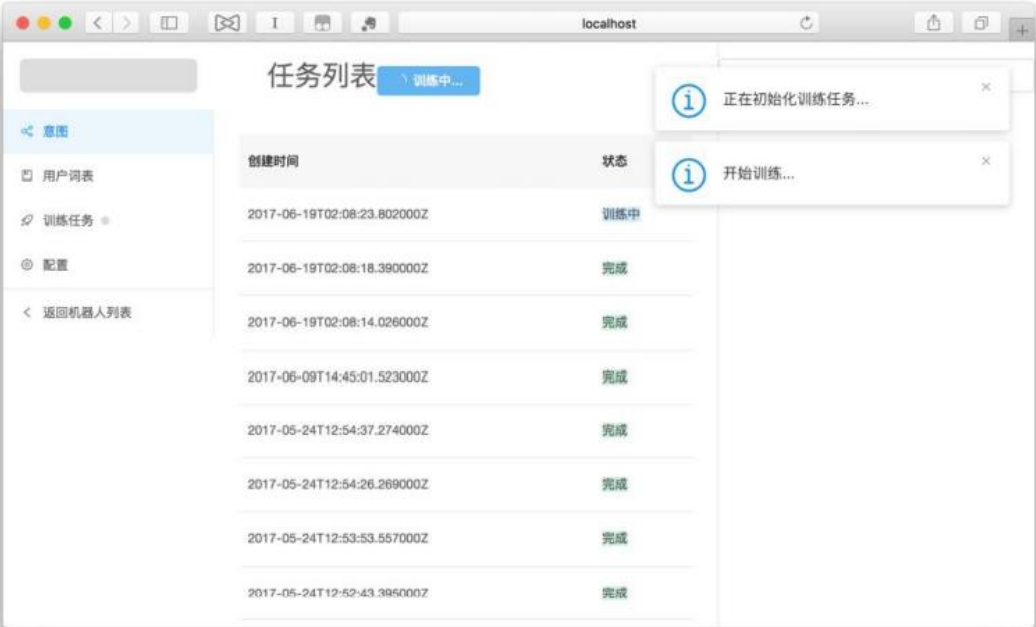 localhost
任务列表
训练中...
正在初始化训练任务...
开始训练...
意图
用户词表
训练任务
配置
返回机器人列表
创建时间 状态
2017-06-19T02:08:23.802000Z 训练中
2017-06-19T02:08:18.390000Z 完成
2017-06-19T02:08:14.026000Z 完成
2017-06-09T14:45:01.523000Z 完成
2017-05-24T12:54:37.274000Z 完成
2017-05-24T12:54:26.269000Z 完成
2017-05-24T12:53:53.557000Z 完成
2017-05-24T12:52:43.395000Z 完成